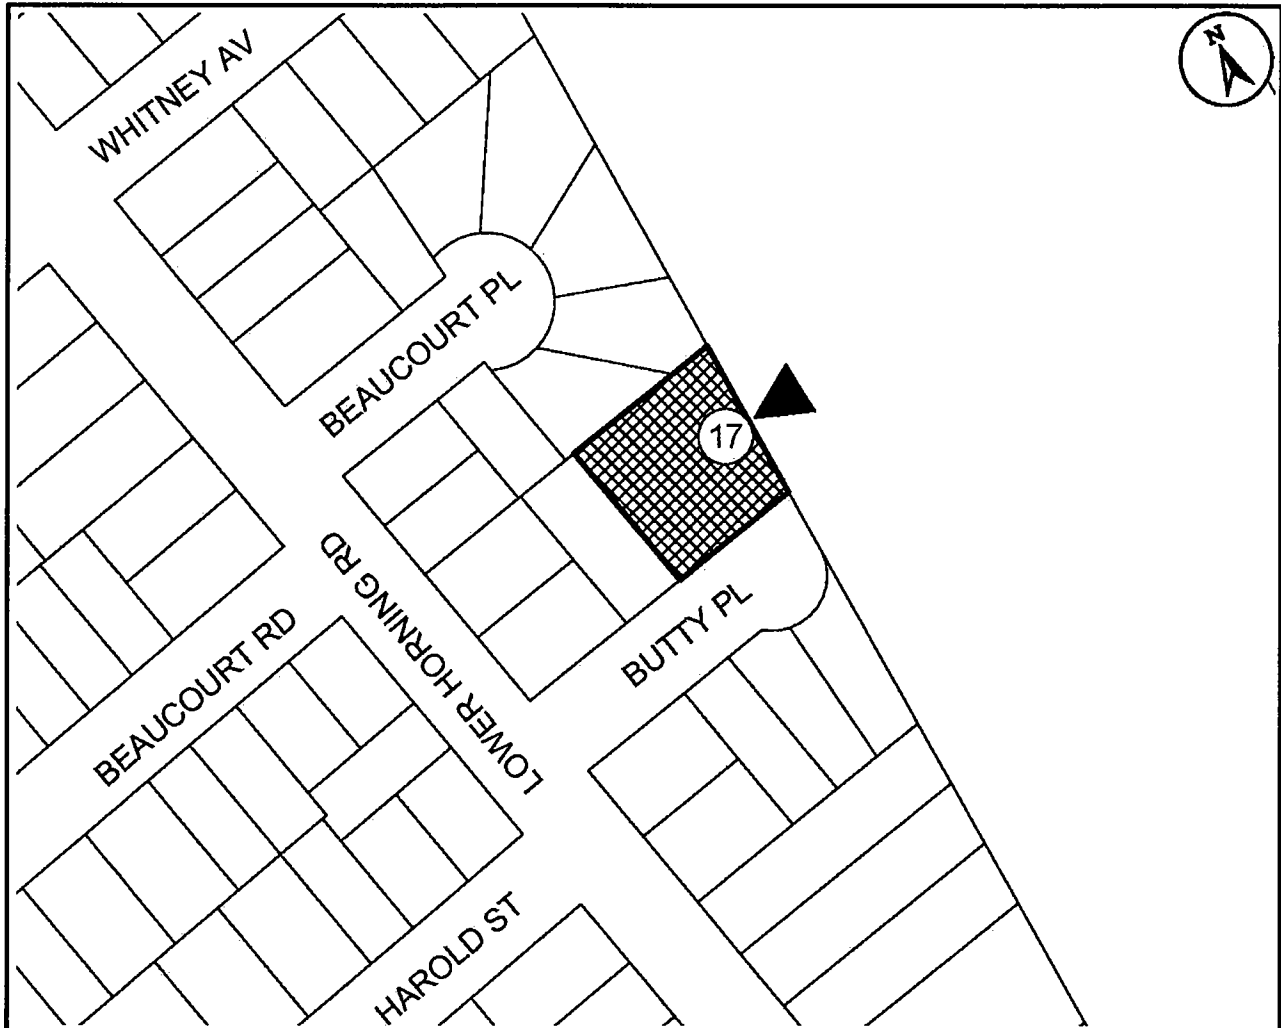 N
WHITNEY AV
BEAUCOURT PL
17
LOWER HORNING RD
BUTTY PL
BEAUCOURT RD
HAROLD ST